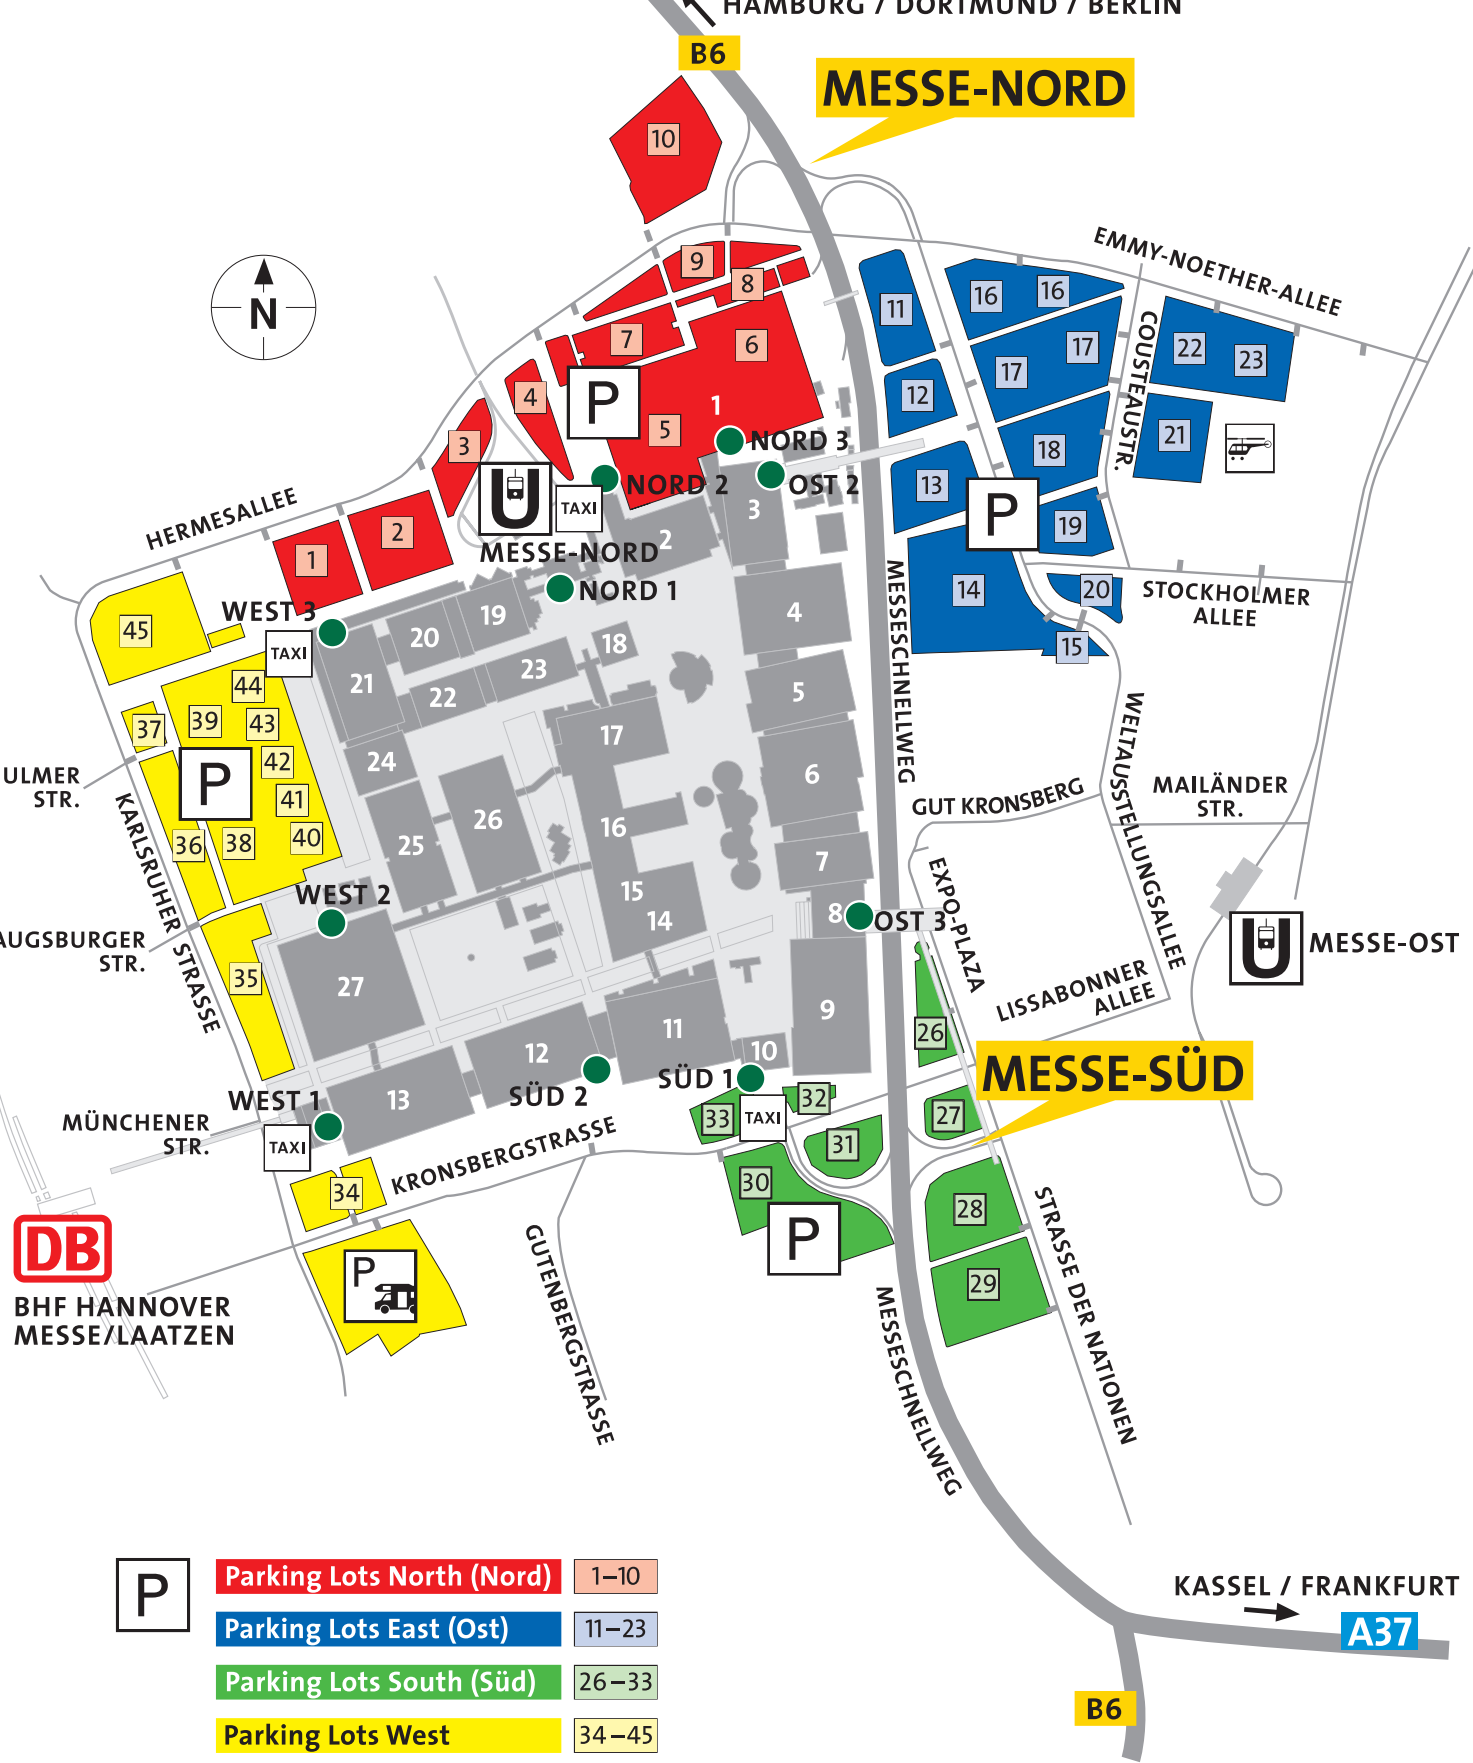 HAMBURG / DORTMUND / BERLIN
B6
MESSE-NORD
10
N
EMMY-NOETHER-ALLEE
9
8
7
6
11
16
16
17
17
COUSTEAUSTR.
22
23
4
P
1
5
12
3
NORD 3
18
21
U
NORD 2
OST 2
13
P
19
TAXI
HERMESALLEE
1
2
MESSE-NORD
2
3
NORD 1
14
20
STOCKHOLMER
ALLEE
15
MESSESCHNELLWEG
45
WEST 3
TAXI
20
19
18
4
21
22
23
5
44
37
39
43
42
41
40
P
36
38
ULMER
STR.
KARLSRUHER STRASSE
24
25
26
17
16
15
14
6
7
8
OST 3
GUT KRONSBERG
WELTAUSSTELLUNGSALLEE
MAILÄNDER
STR.
EXPO-PLAZA
WEST 2
AUGSBURGER
STR.
35
27
U
MESSE-OST
LISSABONNER
ALLEE
9
26
MESSE-SÜD
12
11
10
SÜD 2
SÜD 1
WEST 1
13
MÜNCHENER
STR.
TAXI
33
TAXI
32
31
27
KRONSBERGSTRASSE
34
30
P
28
29
STRASSE DER NATIONEN
DB
BHF HANNOVER
MESSE/LAATZEN
P
GUTENBERGSTRASSE
MESSESCHNELLWEG
P
Parking Lots North (Nord) 1–10
Parking Lots East (Ost) 11–23
Parking Lots South (Süd) 26–33
Parking Lots West 34–45
KASSEL / FRANKFURT
A37
B6